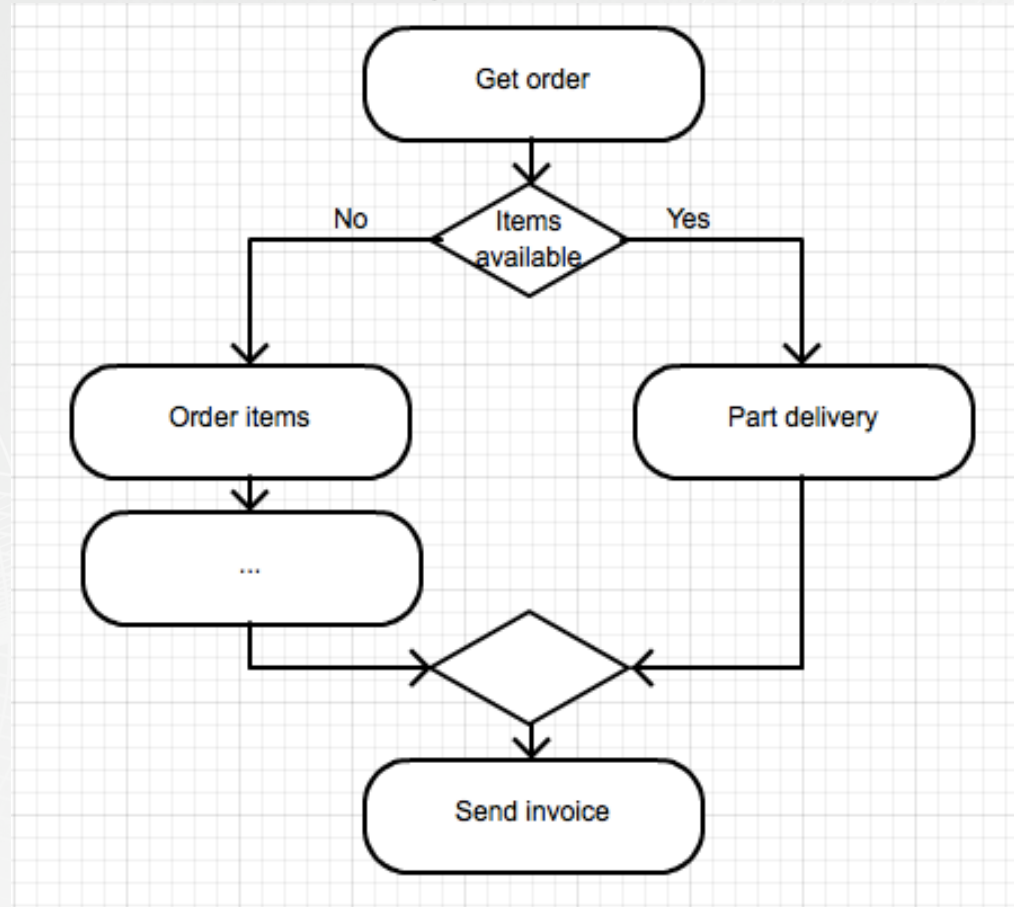 Get order
No
Items
available
Yes
Order items
Part delivery
...
Send invoice